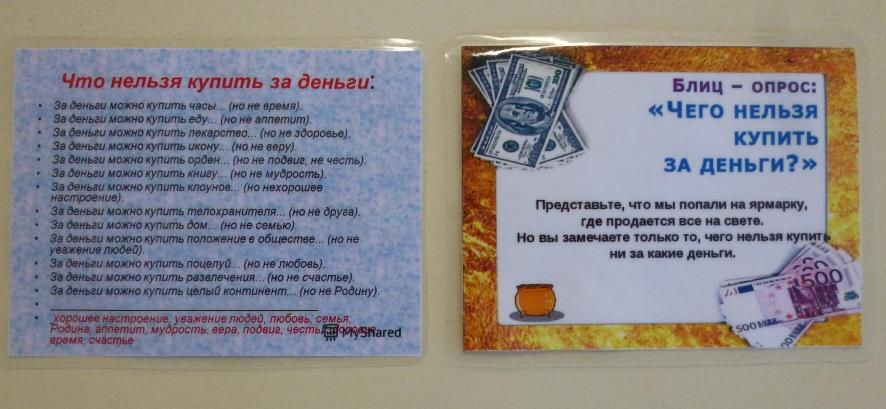 Что нельзя купить за деньги:
• За деньги можно купить часы... (но не время).
• За деньги можно купить еду... (но не аппетит).
• За деньги можно купить лекарство... (но не здоровье).
• За деньги можно купить икону... (но не веру).
• За деньги можно купить орден... (но не подвиг, не честь).
• За деньги можно купить книгу... (но не мудрость).
• За деньги можно купить клоунов... (но нехорошее
настроение).
• За деньги можно купить телохранителя... (но не друга).
• За деньги можно купить дом... (но не семью).
• За деньги можно купить положение в обществе... (но не
уважение людей).
• За деньги можно купить поцелуй... (но не любовь).
• За деньги можно купить развлечения... (но не счастье).
• За деньги можно купить целый континент... (но не Родину).
• хорошее настроение, уважение людей, любовь, семья,
Родина, аппетит, мудрость, вера, подвиг, честь, здоровье,
время, счастье
MyShared
Блиц – опрос:
«Чего нельзя
купить
за деньги?»
Представьте, что мы попали на ярмарку,
где продается все на свете.
Но вы замечаете только то, чего нельзя купить
ни за какие деньги.
500
500